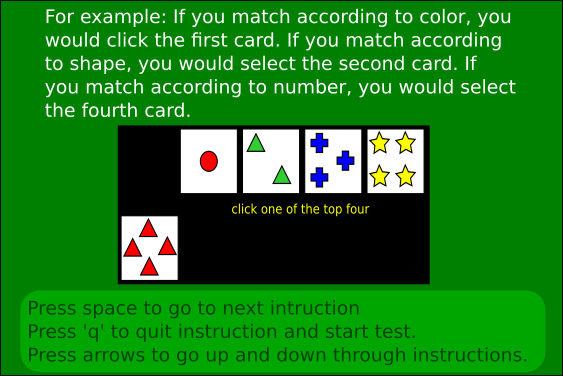 For example: If you match according to color, you
would click the first card. If you match according
to shape, you would select the second card. If
you match according to number, you would select
the fourth card.
click one of the top four
Press space to go to next intruction
Press 'q' to quit instruction and start test.
Press arrows to go up and down through instructions.